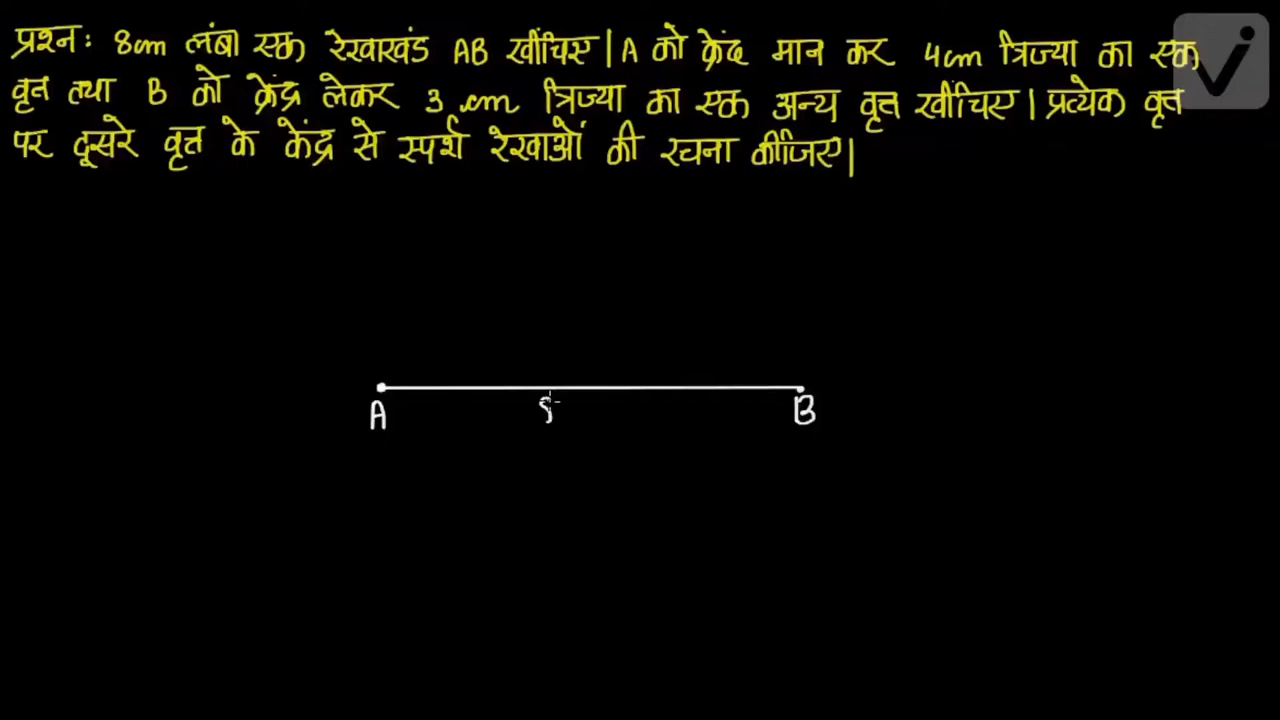 प्रश्न: 8cm लंबा एक रेखाखंड AB खींचिए| A को केंद्र मान कर 4cm त्रिज्या का एक
वृत्त तथा B को केंद्र लेकर 3 cm त्रिज्या का एक अन्य वृत्त खींचिए। प्रत्येक वृत्त
पर दूसरे वृत्त के केंद्र से स्पर्श रेखाओं की रचना कीजिए|
A B